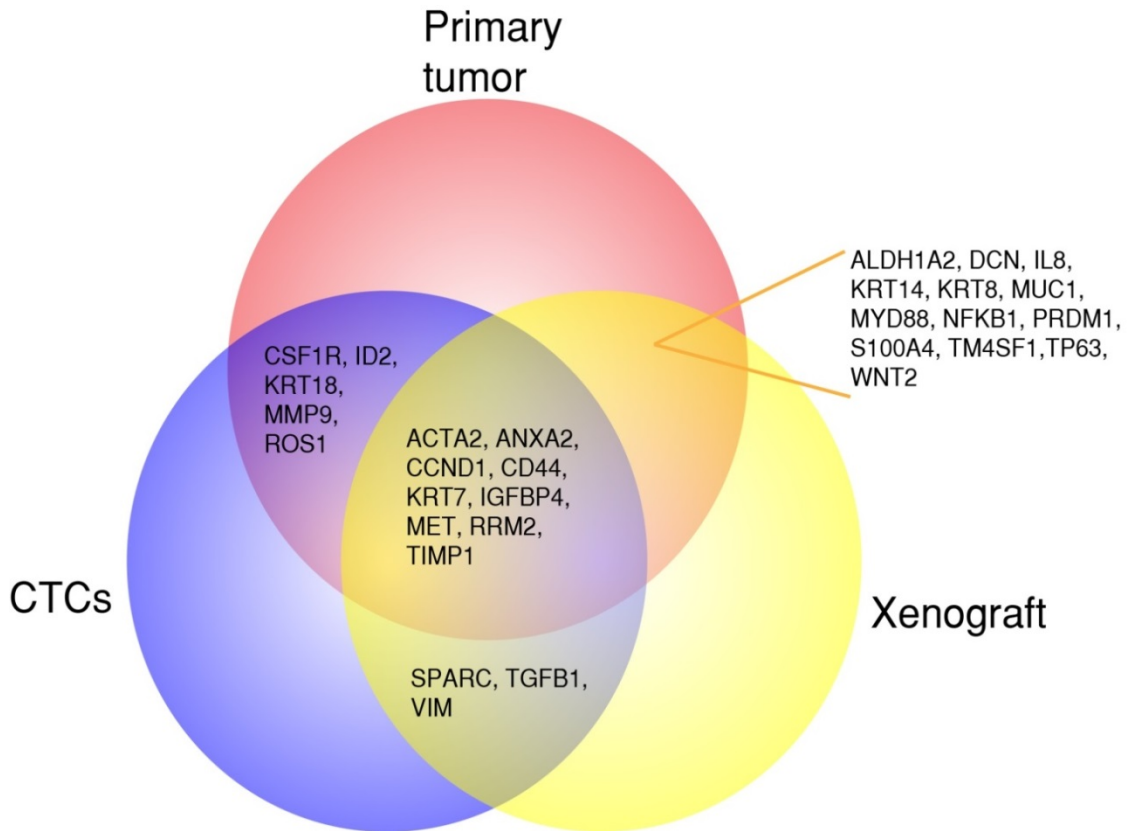 Primary
tumor
ALDH1A2, DCN, IL8,
KRT14, KRT8, MUC1,
MYD88, NFKB1, PRDM1,
S100A4, TM4SF1,TP63,
WNT2
CSF1R, ID2,
KRT18,
MMP9,
ROS1
ACTA2, ANXA2,
CCND1, CD44,
KRT7, IGFBP4,
MET, RRM2,
TIMP1
CTCs
Xenograft
SPARC, TGFB1,
VIM